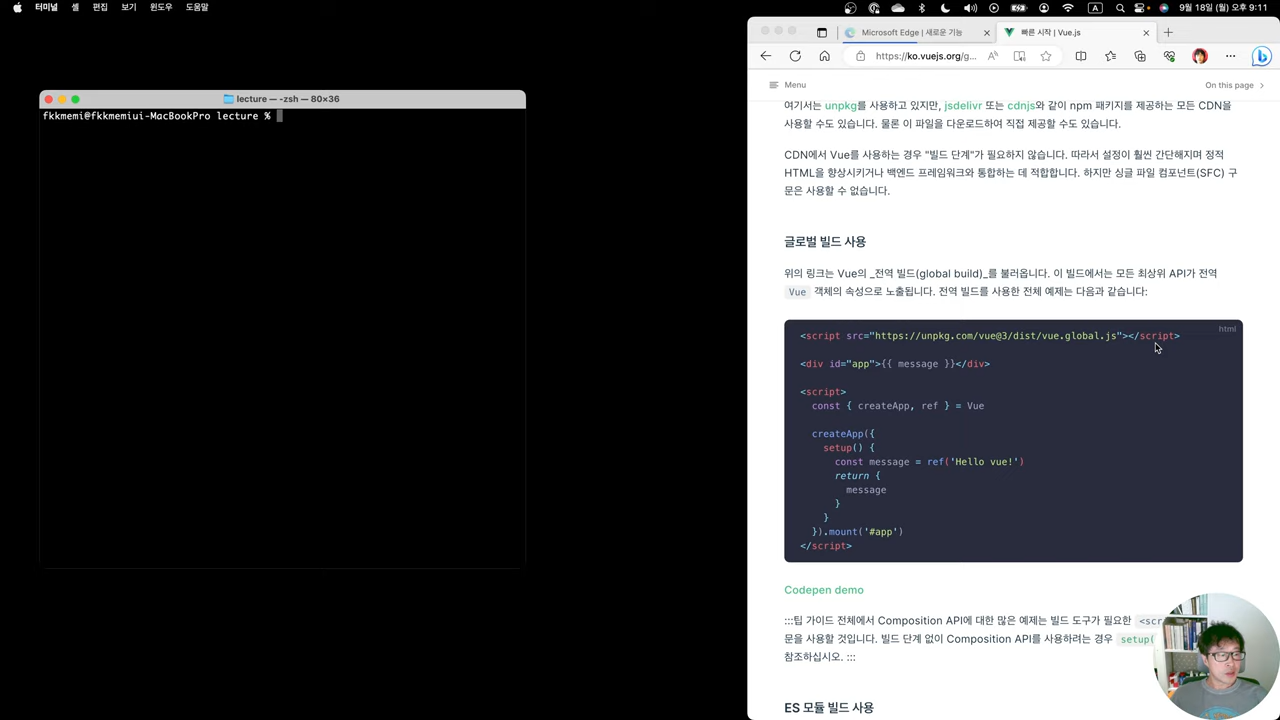 터미널 셸 편집 보기 윈도우 도움말
A 9월 18일 (월) 오후 9:11
Microsoft Edge | 새로운 기능
빠른 시작 | Vue.js
https://ko.vuejs.org/g...
Menu
On this page
lecture — -zsh — 80×36
fkkmemi@fkkmemiui-MacBookPro lecture %
여기서는 unpkg를 사용하고 있지만, jsdelivr 또는 cdnjs와 같이 npm 패키지를 제공하는 모든 CDN을
사용할 수도 있습니다. 물론 이 파일을 다운로드하여 직접 제공할 수도 있습니다.
CDN에서 Vue를 사용하는 경우 "빌드 단계"가 필요하지 않습니다. 따라서 설정이 훨씬 간단해지며 정적
HTML을 향상시키거나 백엔드 프레임워크와 통합하는 데 적합합니다. 하지만 싱글 파일 컴포넌트(SFC) 구
문은 사용할 수 없습니다.
글로벌 빌드 사용
위의 링크는 Vue의 _전역 빌드(global build)_를 불러옵니다. 이 빌드에서는 모든 최상위 API가 전역
Vue 객체의 속성으로 노출됩니다. 전역 빌드를 사용한 전체 예제는 다음과 같습니다:
html
<script src="https://unpkg.com/vue@3/dist/vue.global.js"></script>
<div id="app">{{ message }}</div>
<script>
const { createApp, ref } = Vue
createApp({
setup() {
const message = ref('Hello vue!')
return {
message
}
}
}).mount('#app')
</script>
Codepen demo
:::팁 가이드 전체에서 Composition API에 대한 많은 예제는 빌드 도구가 필요한 <scr
문을 사용할 것입니다. 빌드 단계 없이 Composition API를 사용하려는 경우 setup(
참조하십시오. :::
ES 모듈 빌드 사용